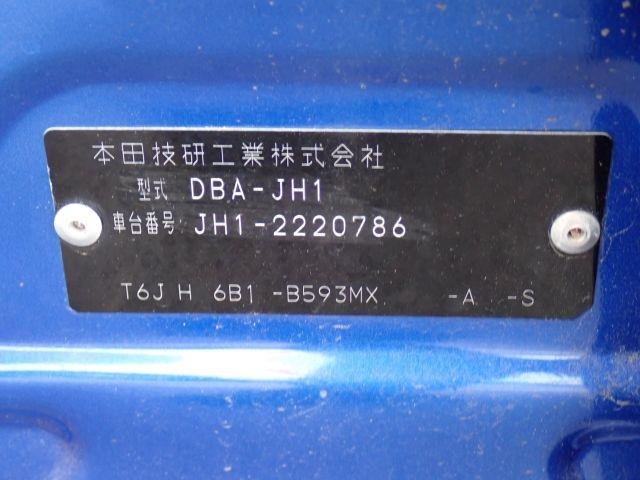 本田技研工業株式会社
型式 DBA-JH1
車台番号 JH1-2220786
T6J H 6B1 -B593MX -A -S